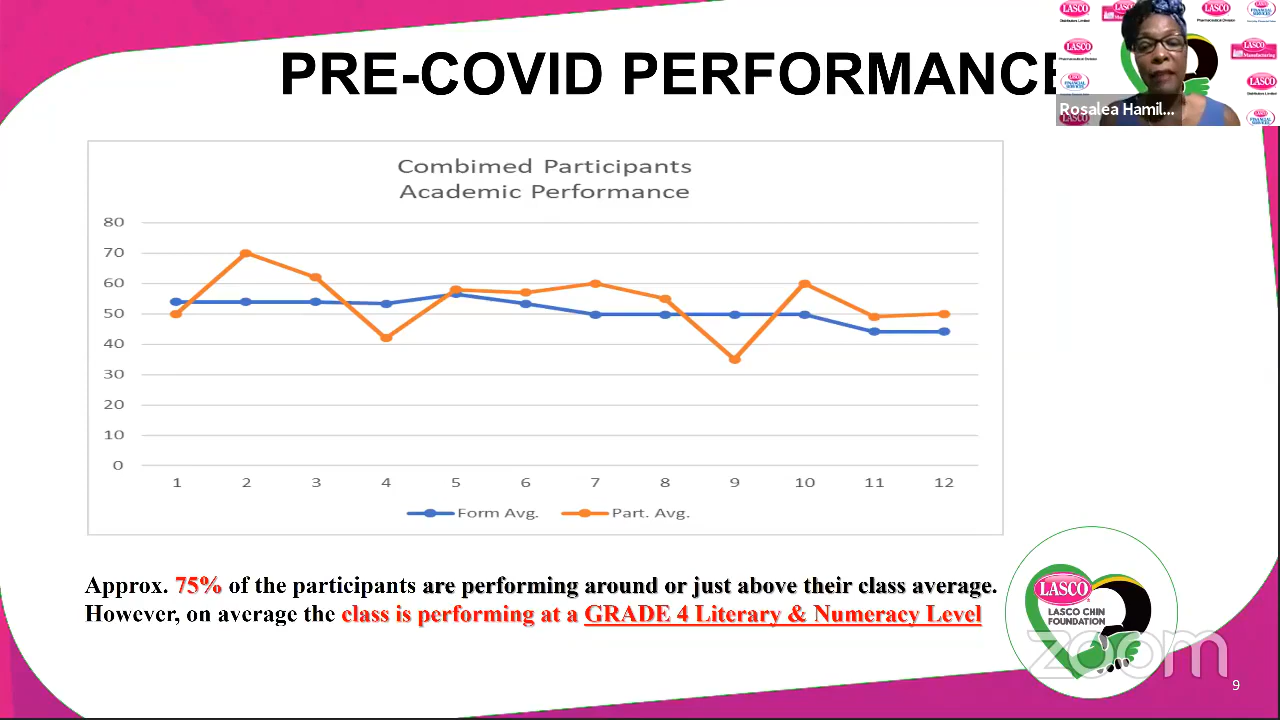 PRE-COVID PERFORMANCE
Rosalea Hamil...
Combimed Participants
Academic Performance
80
70
60
50
40
30
20
10
0
1 2 3 4 5 6 7 8 9 10 11 12
Form Avg. Part. Avg.
Approx. 75% of the participants are performing around or just above their class average.
However, on average the class is performing at a GRADE 4 Literary & Numeracy Level
LASCO
LASCO CHIN
FOUNDATION
zoom
9